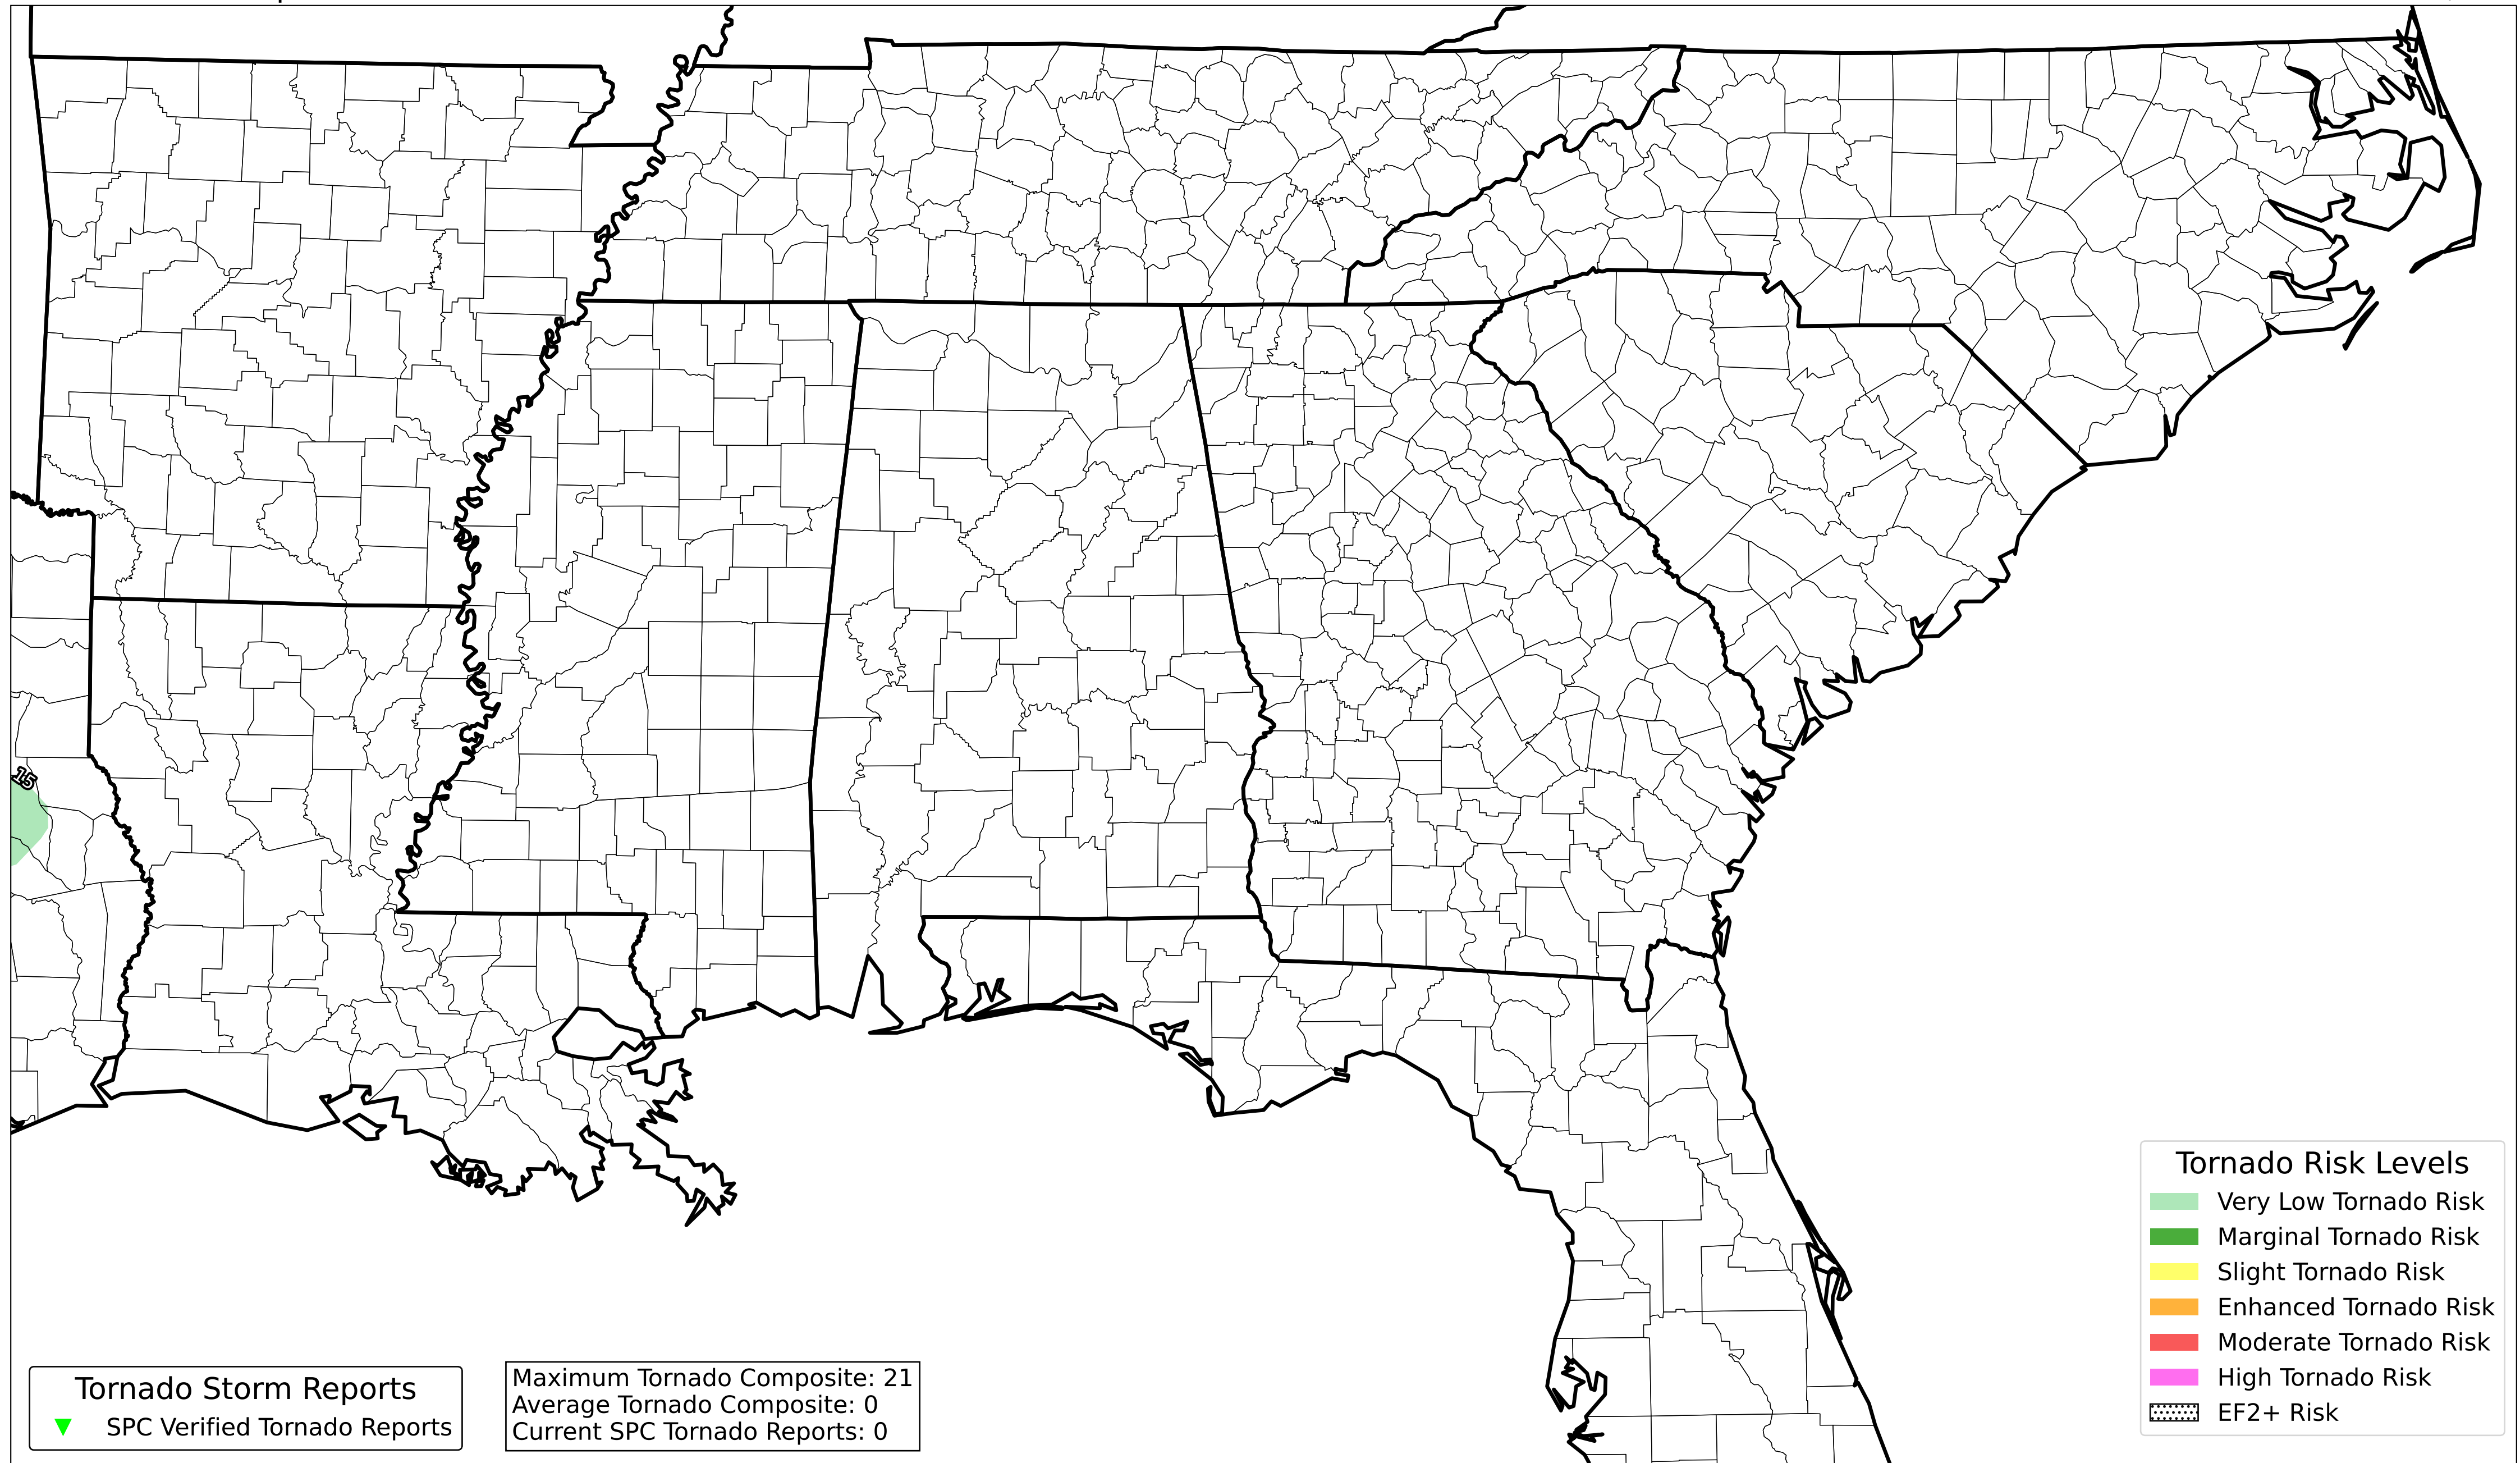 15
Tornado Storm Reports
SPC Verified Tornado Reports
Maximum Tornado Composite: 21
Average Tornado Composite: 0
Current SPC Tornado Reports: 0
Tornado Risk Levels
Very Low Tornado Risk
Marginal Tornado Risk
Slight Tornado Risk
Enhanced Tornado Risk
Moderate Tornado Risk
High Tornado Risk
EF2+ Risk